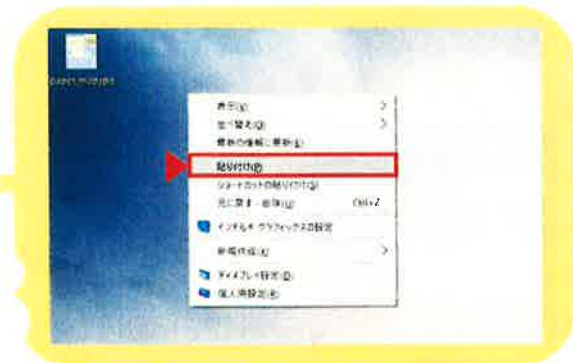 表示(V)
並べ替え(O)
最新の情報に更新(E)
貼り付け(P)
ショートカットの貼り付け(S)
元に戻す - 削除(U) Ctrl+Z
インテル® グラフィックスの設定
新規作成(X)
ディスプレイ設定(D)
個人用設定(R)